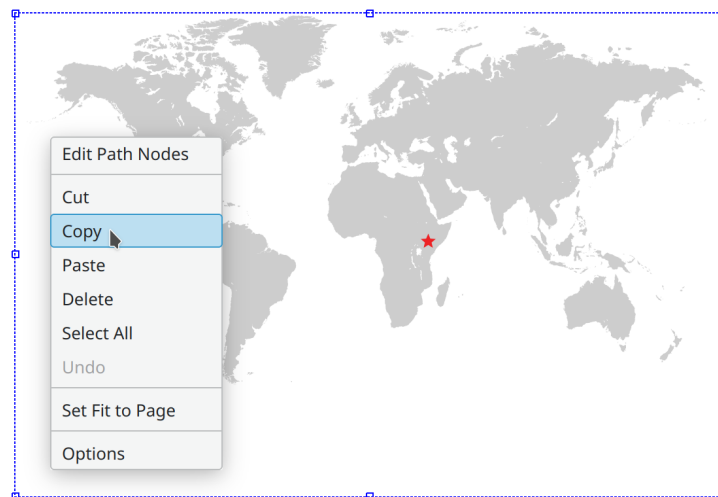 Edit Path Nodes
Cut
Copy
Paste
Delete
Select All
Undo
Set Fit to Page
Options